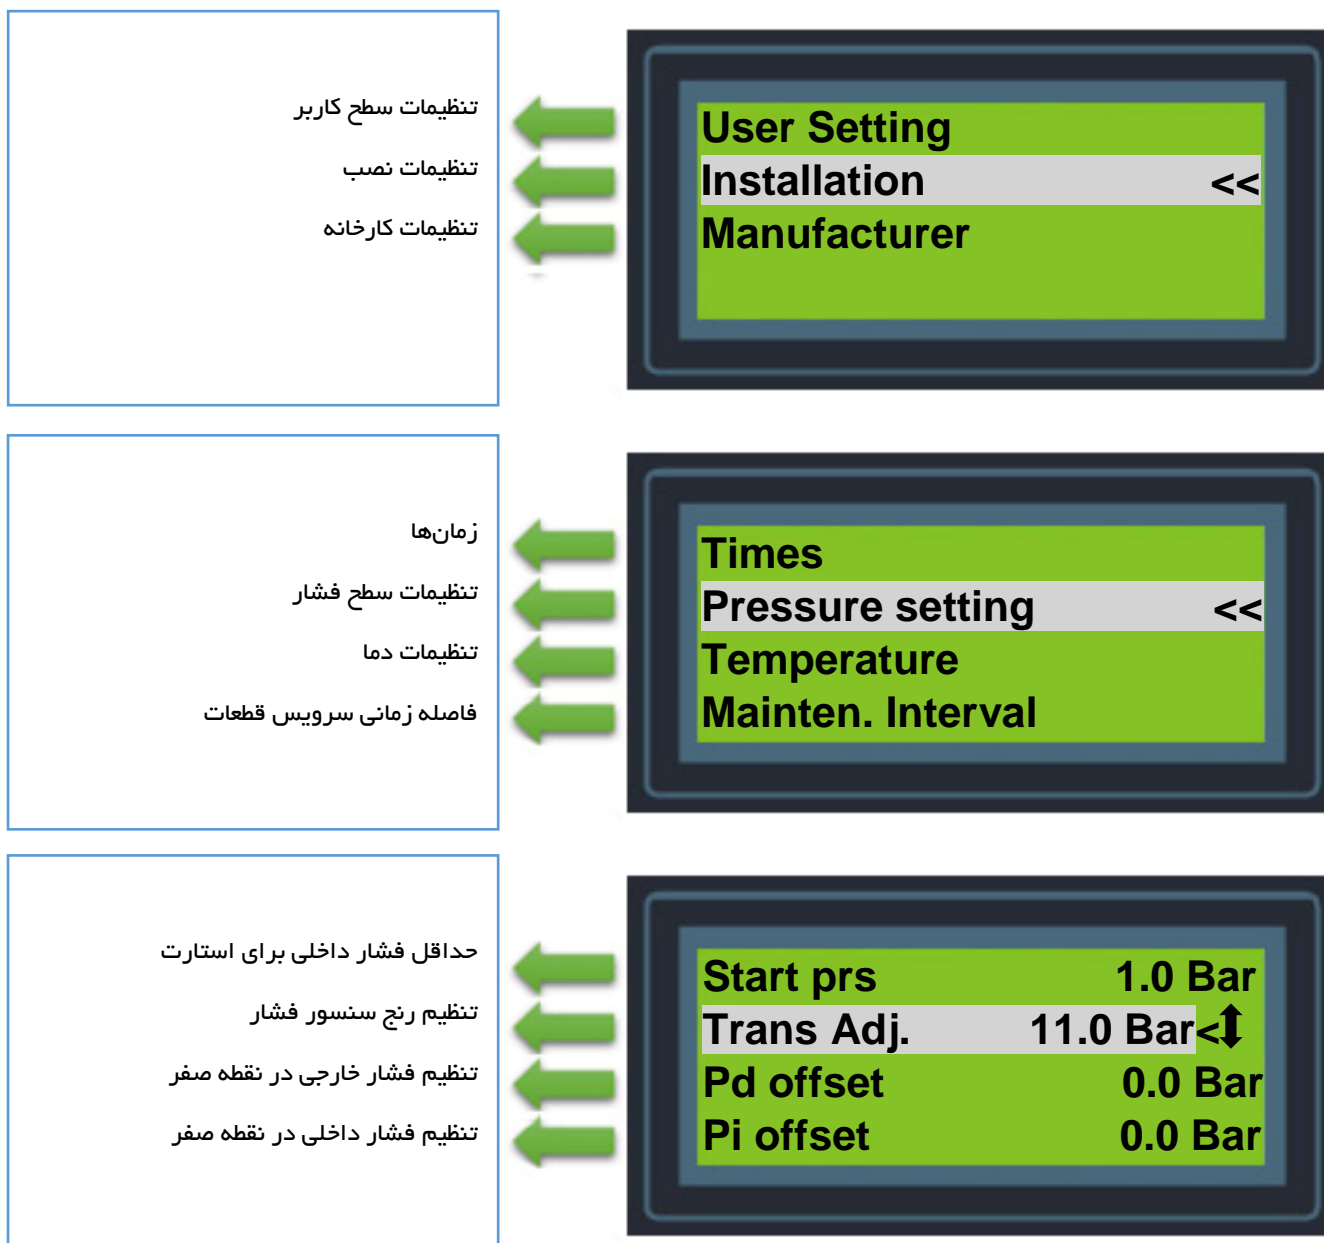 تنظیمات سطح کاربر
تنظیمات نصب
تنظیمات کارخانه
User Setting
Installation <<
Manufacturer
زمان‌ها
تنظیمات سطح فشار
تنظیمات دما
فاصله زمانی سرویس قطعات
Times
Pressure setting <<
Temperature
Mainten. Interval
حداقل فشار داخلی برای استارت
تنظیم رنج سنسور فشار
تنظیم فشار خارجی در نقطه صفر
تنظیم فشار داخلی در نقطه صفر
Start prs 1.0 Bar
Trans Adj. 11.0 Bar<
Pd offset 0.0 Bar
Pi offset 0.0 Bar